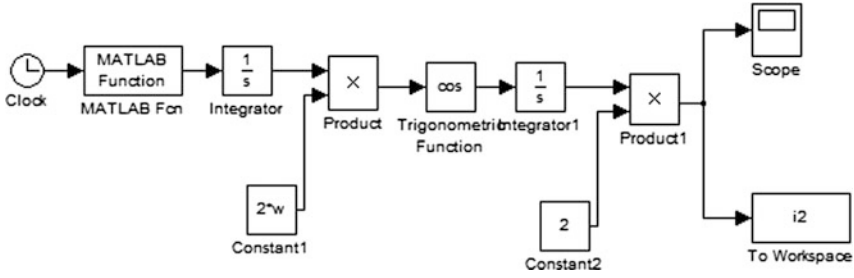 MATLAB
Function
1
s
×
cos
1
s
×
Scope
Clock
MATLAB Fcn
Integrator
Product
Trigonometric
Function
Integrator1
Product1
2*w
Constant1
2
Constant2
i2
To Workspace